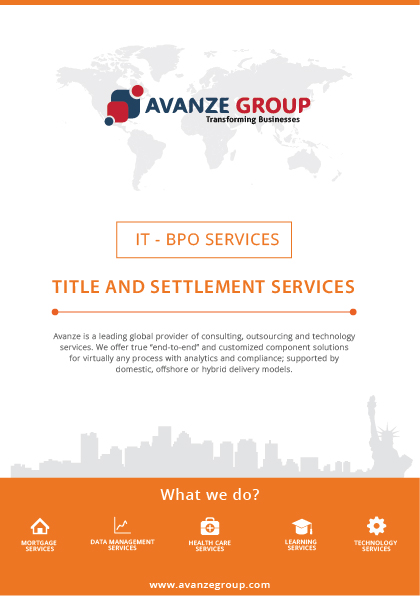 AVANZE GROUP
Transforming Businesses
IT - BPO SERVICES
TITLE AND SETTLEMENT SERVICES
Avanze is a leading global provider of consulting, outsourcing and technology
services. We offer true “end-to-end” and customized component solutions
for virtually any process with analytics and compliance; supported by
domestic, offshore or hybrid delivery models.
What we do?
MORTGAGE
SERVICES
DATA MANAGEMENT
SERVICES
HEALTH CARE
SERVICES
LEARNING
SERVICES
TECHNOLOGY
SERVICES
www.avanzegroup.com